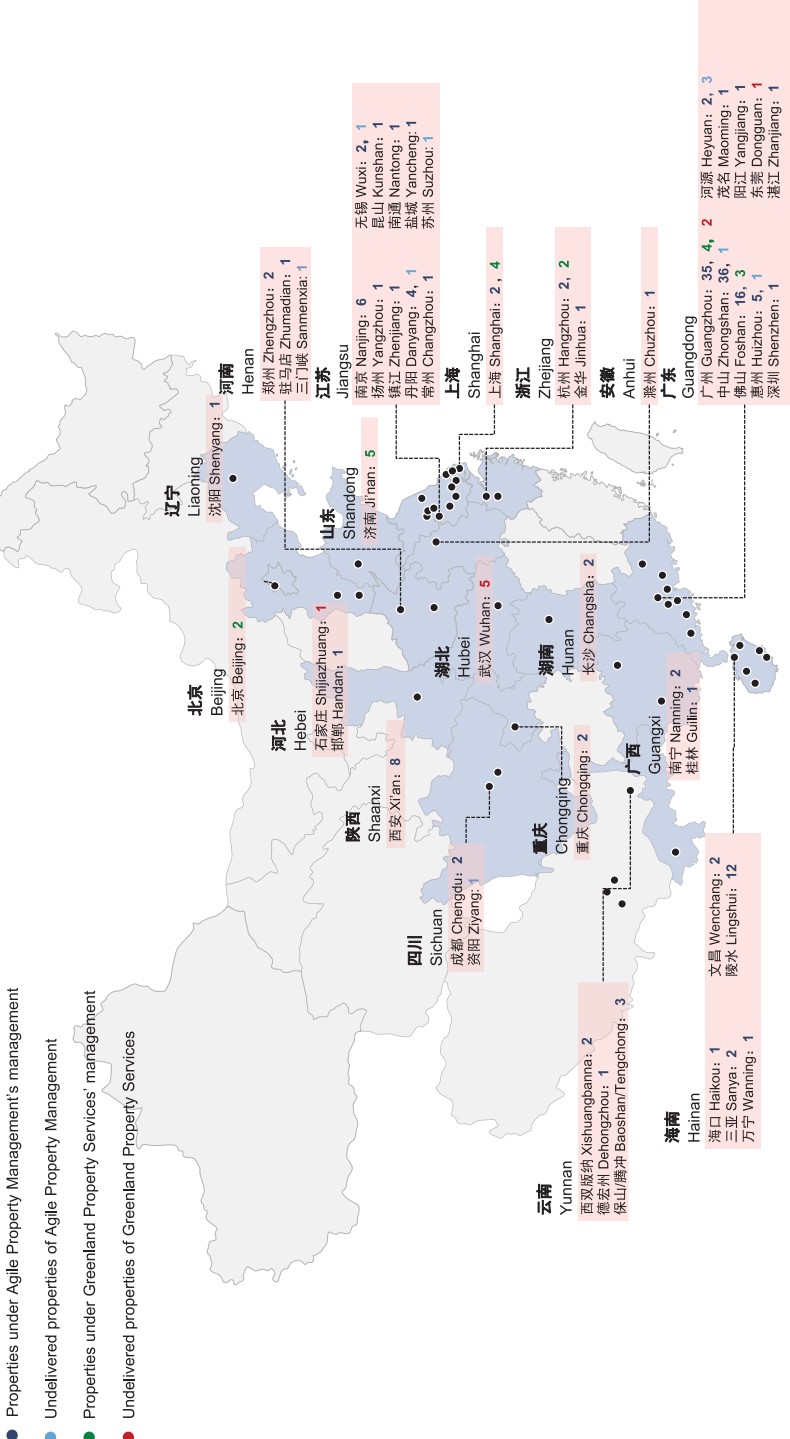 Properties under Agile Property Management's management
Undelivered properties of Agile Property Management
Properties under Greenland Property Services' management
Undelivered properties of Greenland Property Services
辽宁
Liaoning
沈阳 Shenyang: 1
北京
Beijing
北京 Beijing: 2
河北
Hebei
石家庄 Shijiazhuang: 1
邯郸 Handan: 1
陕西
Shaanxi
西安 Xi'an: 8
四川
Sichuan
成都 Chengdu: 2
资阳 Ziyang: 1
云南
Yunnan
西双版纳 Xishuangbanna: 2
德宏州 Dehongzhou: 1
保山/腾冲 Baoshan/Tengchong: 3
海南
Hainan
海口 Haikou: 1
三亚 Sanya: 2
万宁 Wanning: 1
文昌 Wenchang: 2
陵水 Lingshui: 12
重庆
Chongqing
重庆 Chongqing: 2
广西
Guangxi
南宁 Nanning: 2
桂林 Guilin: 1
湖南
Hunan
长沙 Changsha: 2
湖北
Hubei
武汉 Wuhan: 5
山东
Shandong
济南 Ji'nan: 5
河南
Henan
郑州 Zhengzhou: 2
驻马店 Zhumadian: 1
三门峡 Sanmenxia: 1
江苏
Jiangsu
南京 Nanjing: 6
扬州 Yangzhou: 1
镇江 Zhenjiang: 1
丹阳 Danyang: 4, 1
常州 Changzhou: 1
无锡 Wuxi: 2, 1
昆山 Kunshan: 1
南通 Nantong: 1
盐城 Yancheng: 1
苏州 Suzhou: 1
上海
Shanghai
上海 Shanghai: 2, 4
浙江
Zhejiang
杭州 Hangzhou: 2, 2
金华 Jinhua: 1
安徽
Anhui
滁州 Chuzhou: 1
广东
Guangdong
广州 Guangzhou: 35, 4, 2
中山 Zhongshan: 36, 1
佛山 Foshan: 16, 3
惠州 Huizhou: 5, 1
深圳 Shenzhen: 1
河源 Heyuan: 2, 3
茂名 Maoming: 1
阳江 Yangjiang: 1
东莞 Dongguan: 1
湛江 Zhanjiang: 1